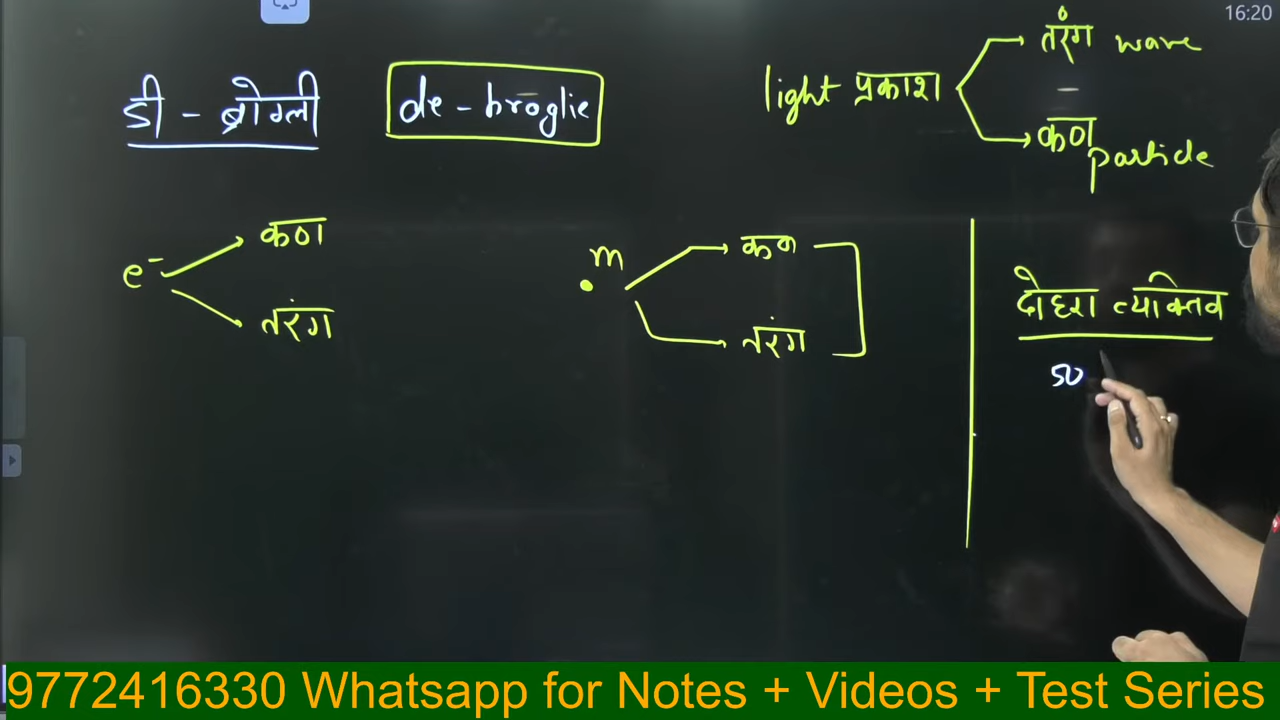 16:20
डी - ब्रोग्ली
de - broglie
light प्रकाश
तरंग wave
कण particle
e⁻
कण
तरंग
m
कण
तरंग
दोहरा व्यक्तित्व
50
9772416330 Whatsapp for Notes + Videos + Test Series